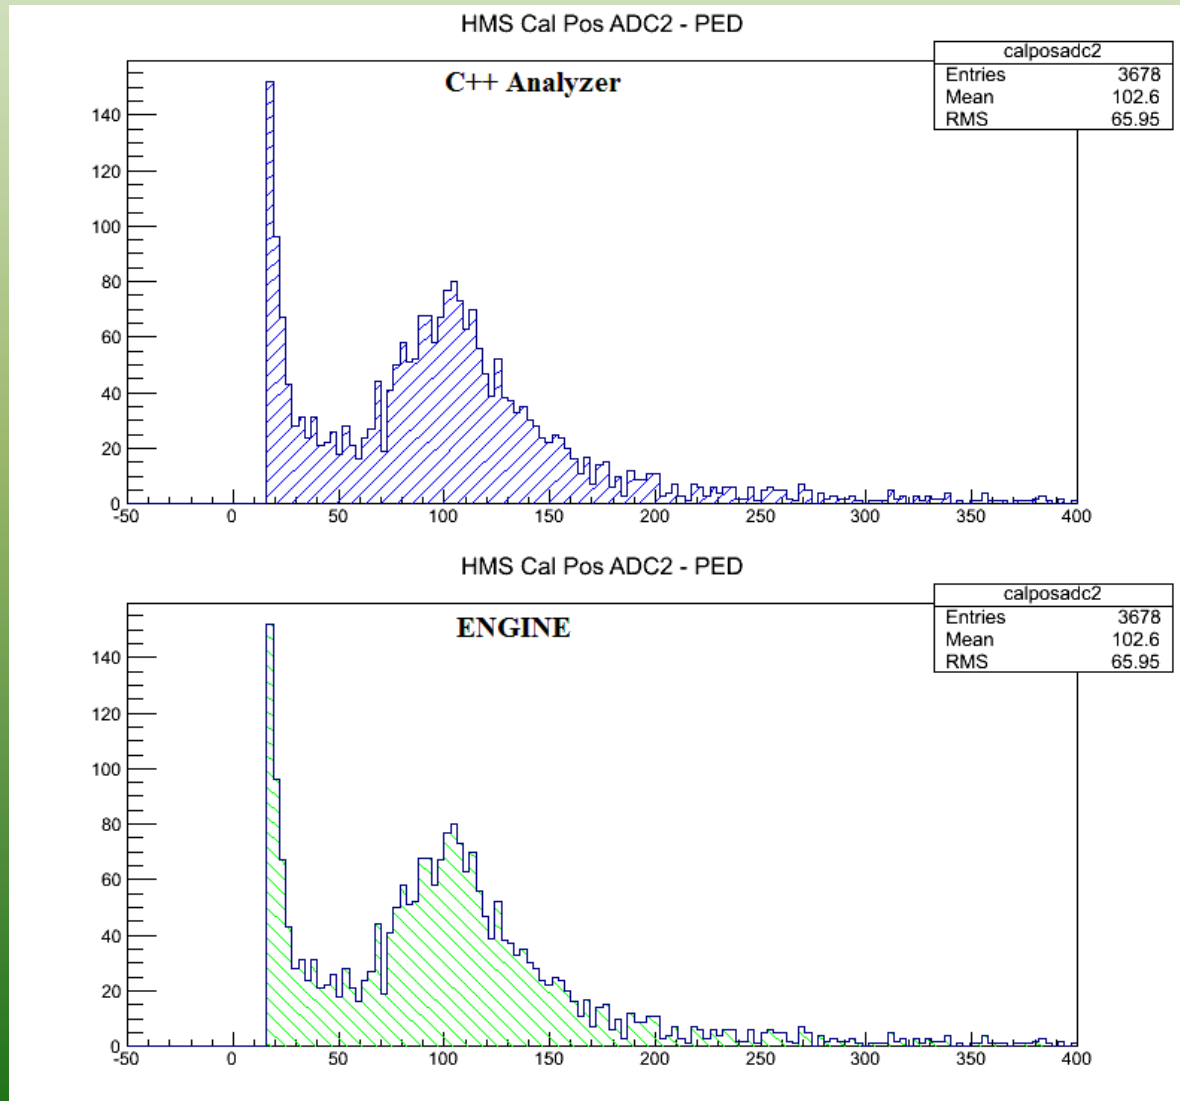 HMS Cal Pos ADC2 - PED
calposadc2
Entries 3678
Mean 102.6
RMS 65.95
C++ Analyzer
140
120
100
80
60
40
20
0
-50 0 50 100 150 200 250 300 350 400
HMS Cal Pos ADC2 - PED
calposadc2
Entries 3678
Mean 102.6
RMS 65.95
ENGINE
140
120
100
80
60
40
20
0
-50 0 50 100 150 200 250 300 350 400